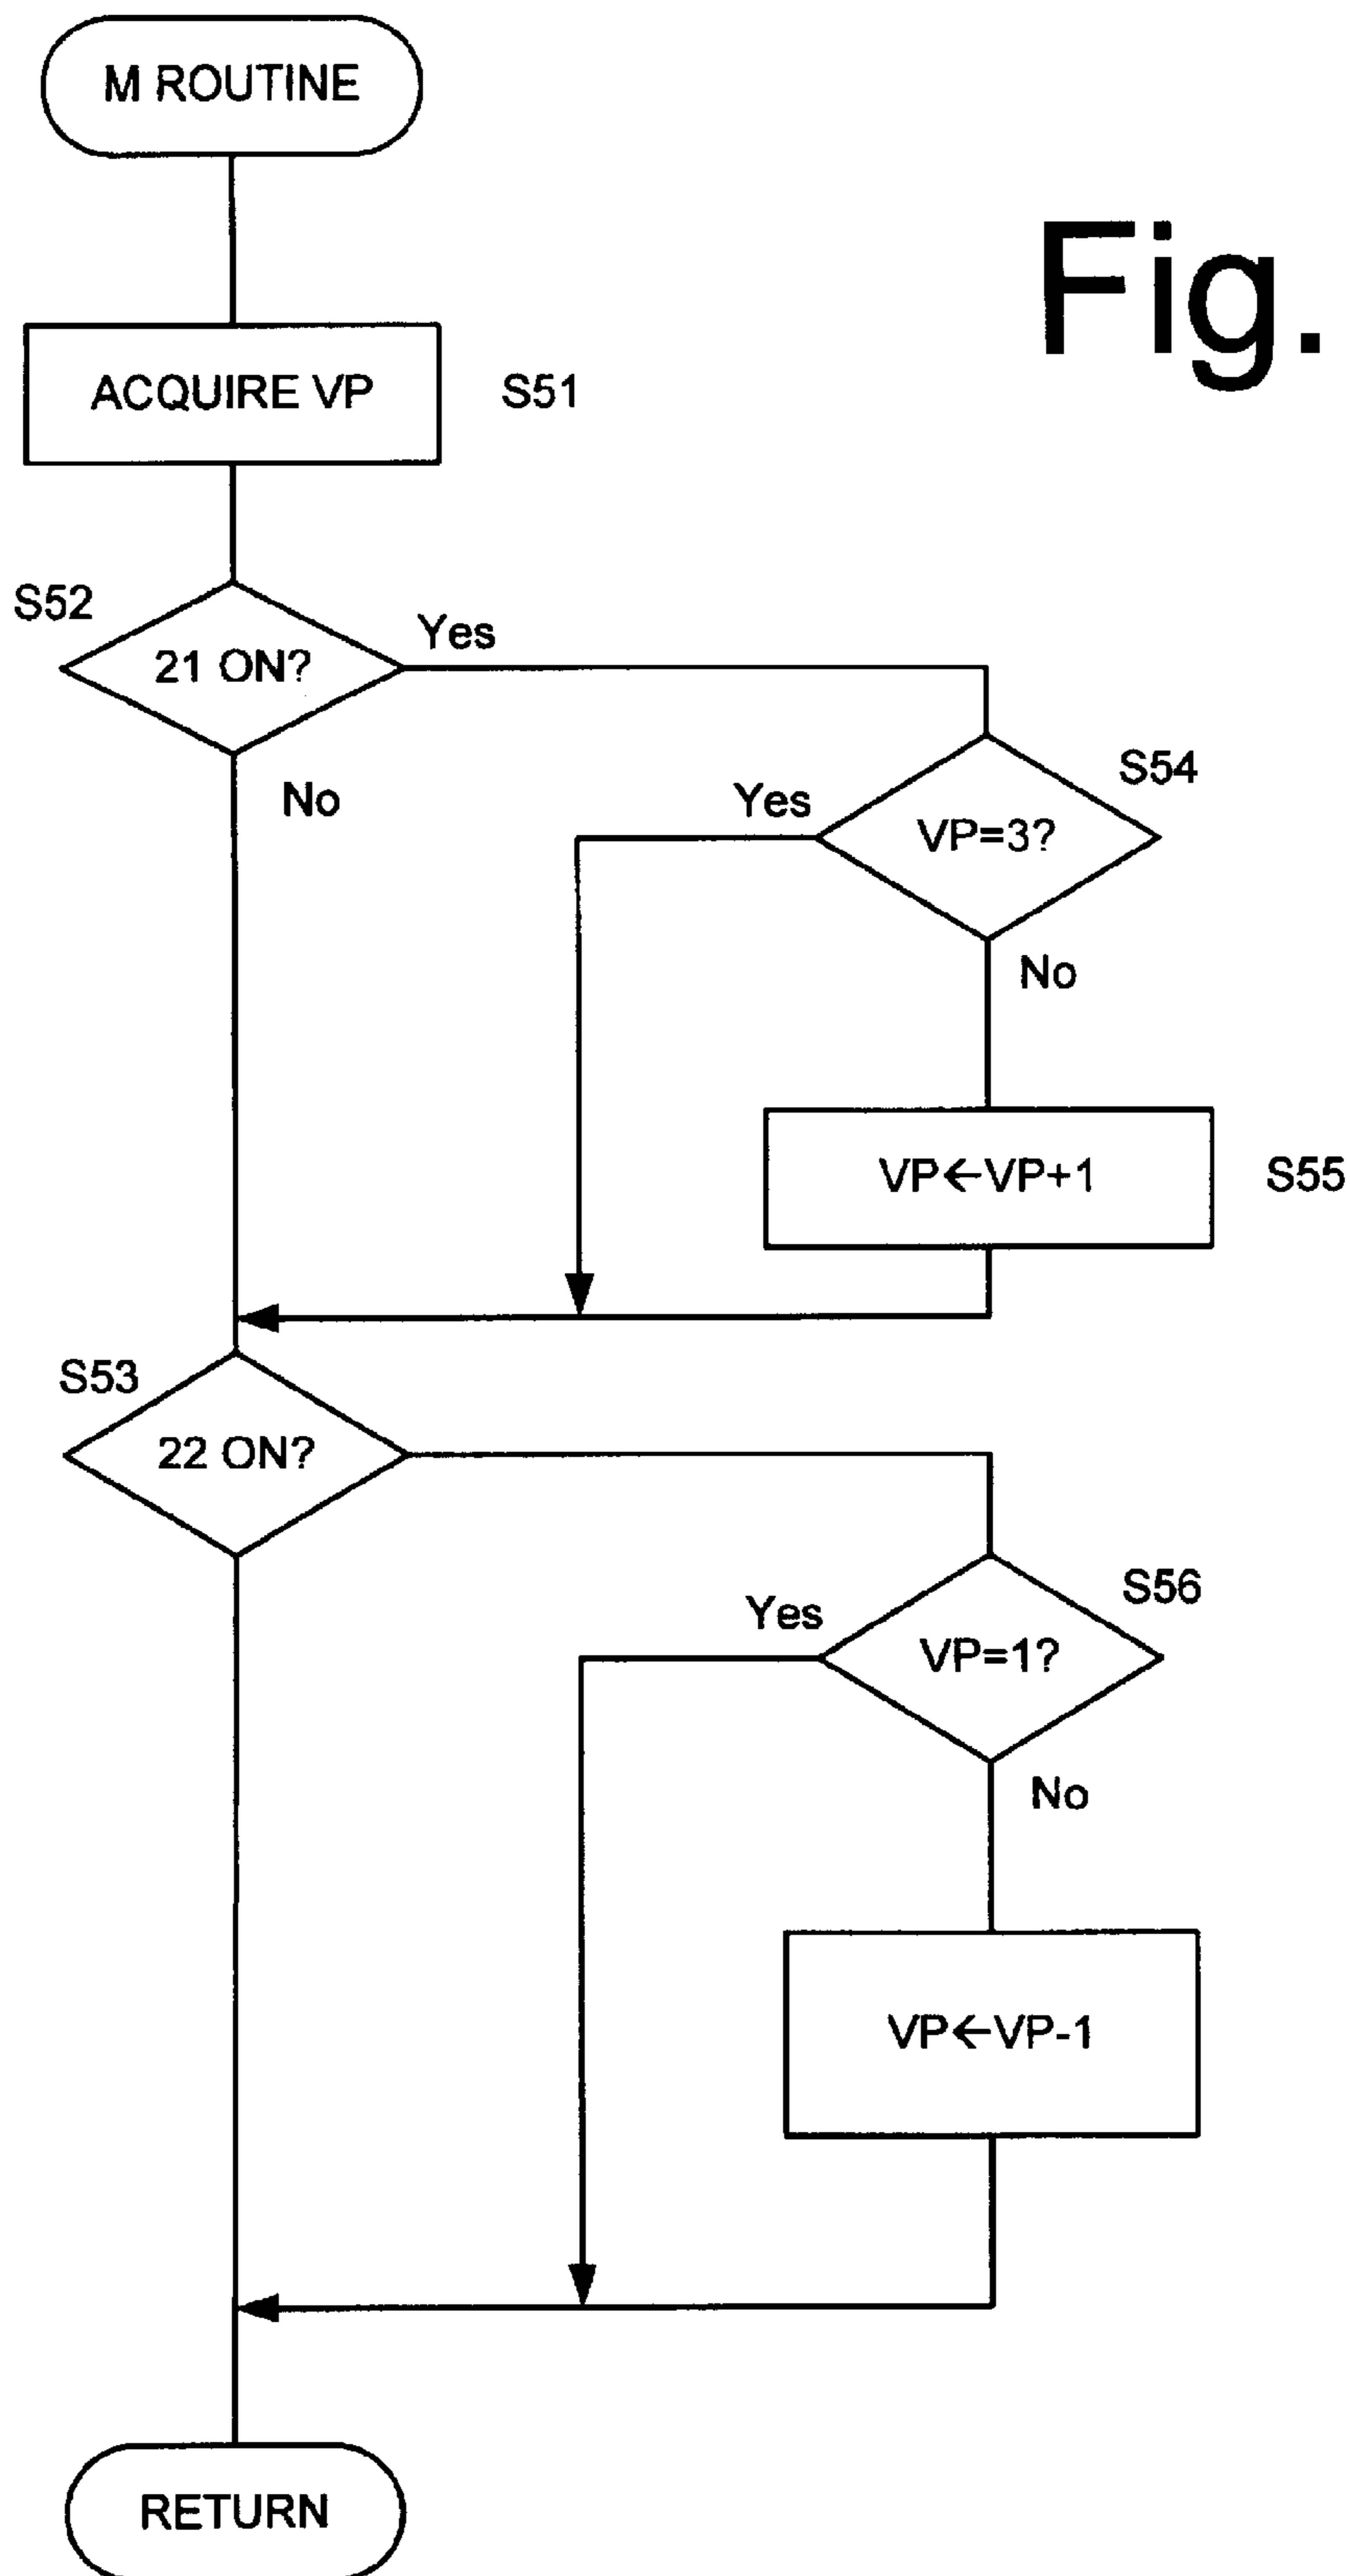 M ROUTINE
Fig.
ACQUIRE VP
S51
S52
21 ON?
Yes
No
S54
VP=3?
Yes
No
VP←VP+1
S55
S53
22 ON?
S56
VP=1?
Yes
No
VP←VP-1
RETURN